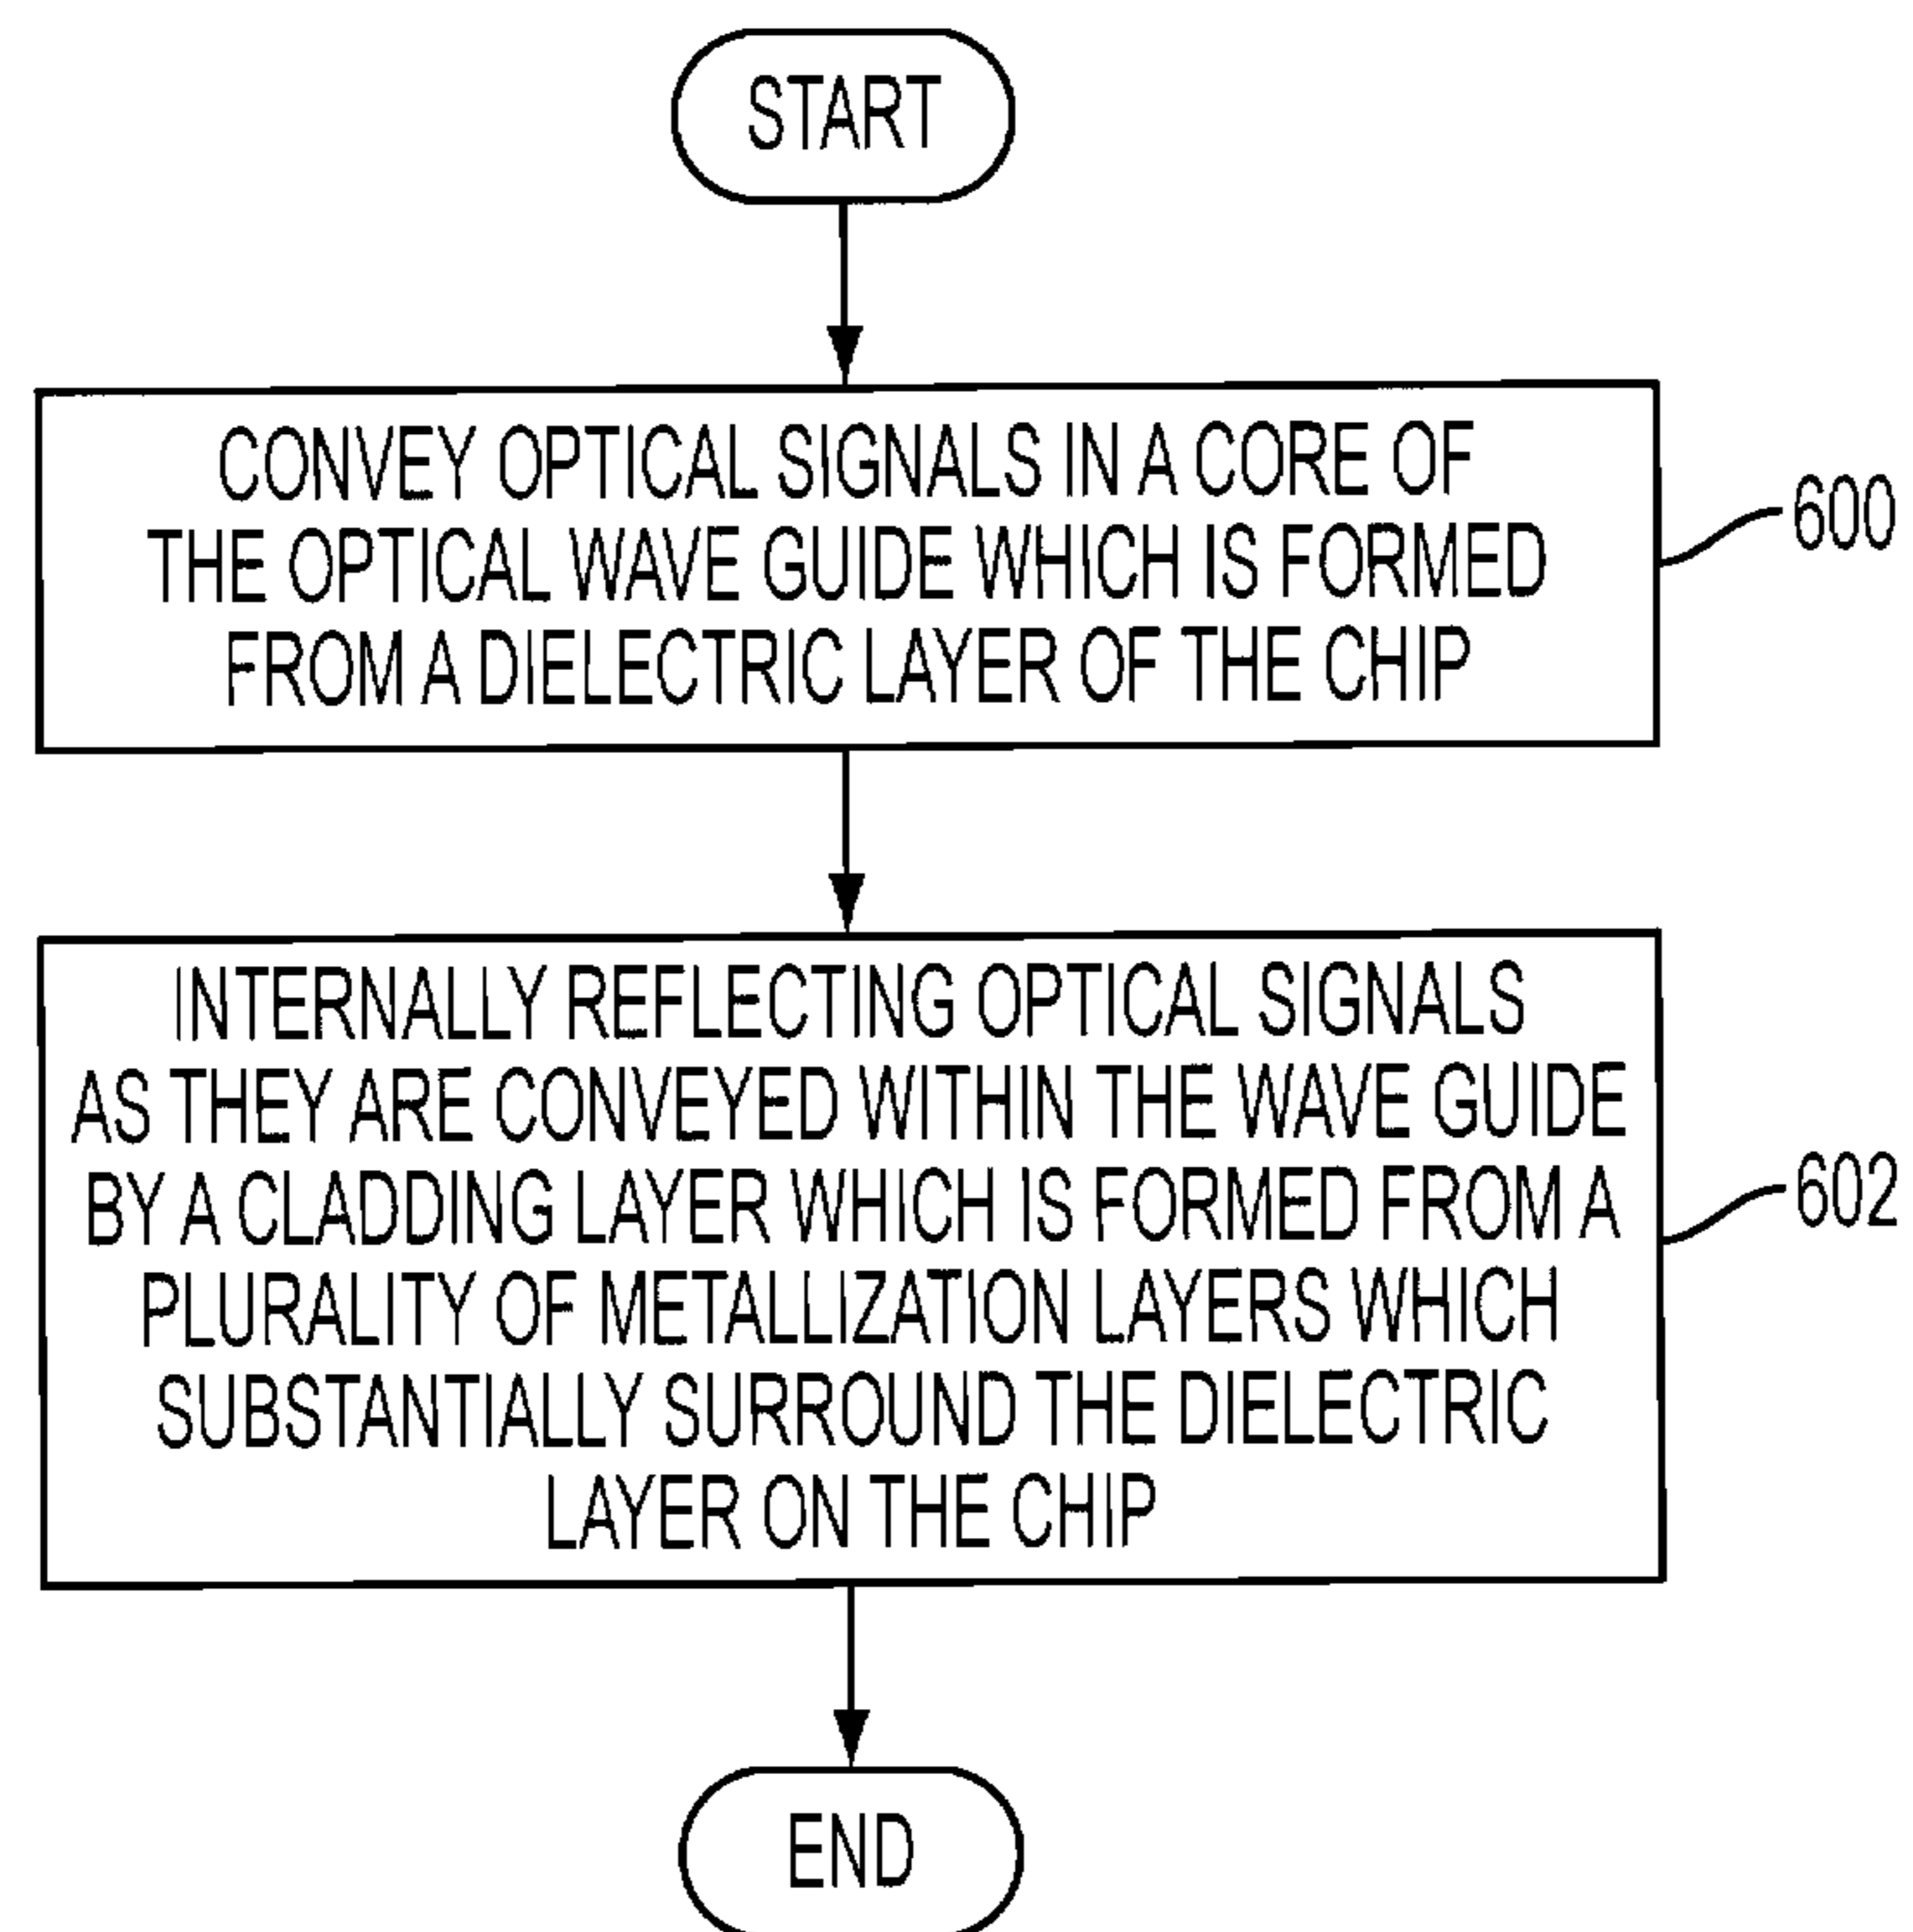 START
CONVEY OPTICAL SIGNALS IN A CORE OF
THE OPTICAL WAVE GUIDE WHICH IS FORMED
FROM A DIELECTRIC LAYER OF THE CHIP
600
INTERNALLY REFLECTING OPTICAL SIGNALS
AS THEY ARE CONVEYED WITHIN THE WAVE GUIDE
BY A CLADDING LAYER WHICH IS FORMED FROM A
PLURALITY OF METALLIZATION LAYERS WHICH
SUBSTANTIALLY SURROUND THE DIELECTRIC
LAYER ON THE CHIP
602
END